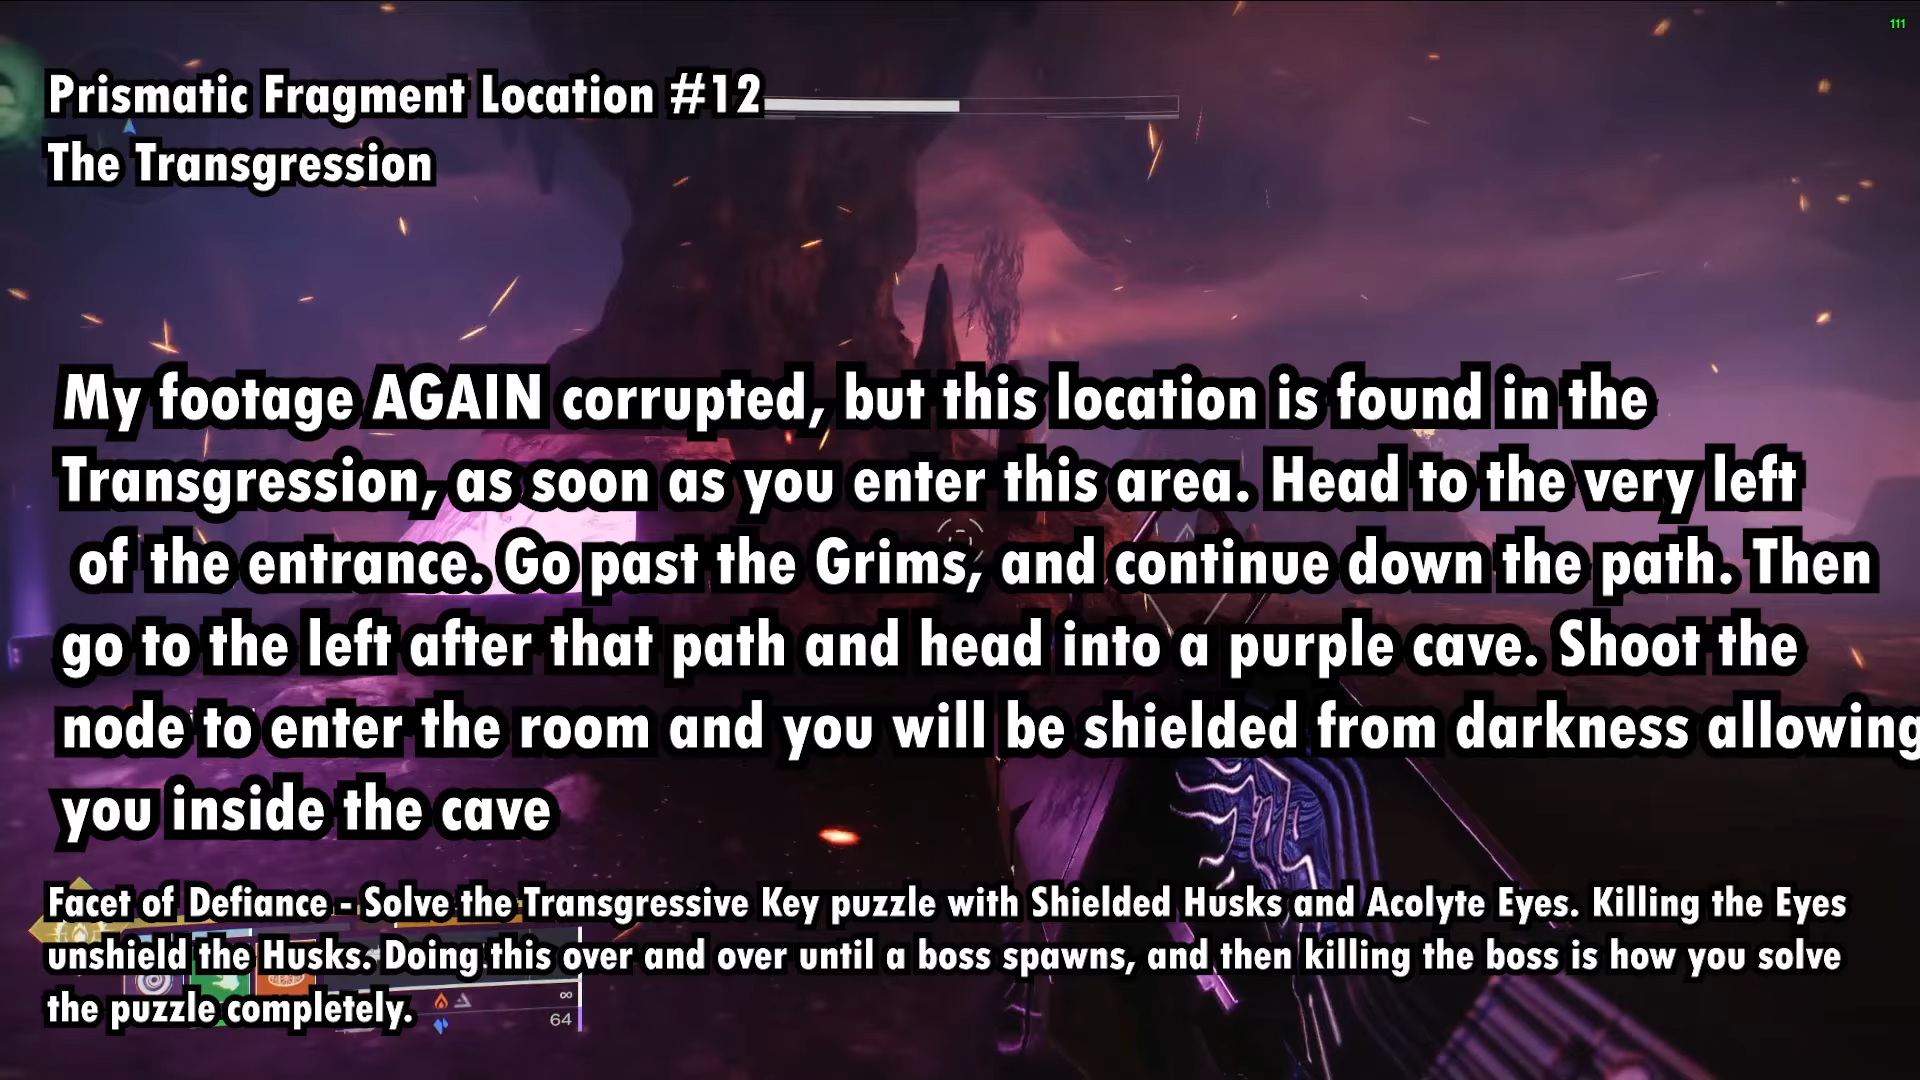 111
Prismatic Fragment Location #12
The Transgression
My footage AGAIN corrupted, but this location is found in the
Transgression, as soon as you enter this area. Head to the very left
of the entrance. Go past the Grims, and continue down the path. Then
go to the left after that path and head into a purple cave. Shoot the
node to enter the room and you will be shielded from darkness allowing
you inside the cave
Facet of Defiance - Solve the Transgressive Key puzzle with Shielded Husks and Acolyte Eyes. Killing the Eyes
unshield the Husks. Doing this over and over until a boss spawns, and then killing the boss is how you solve
the puzzle completely.
∞
64